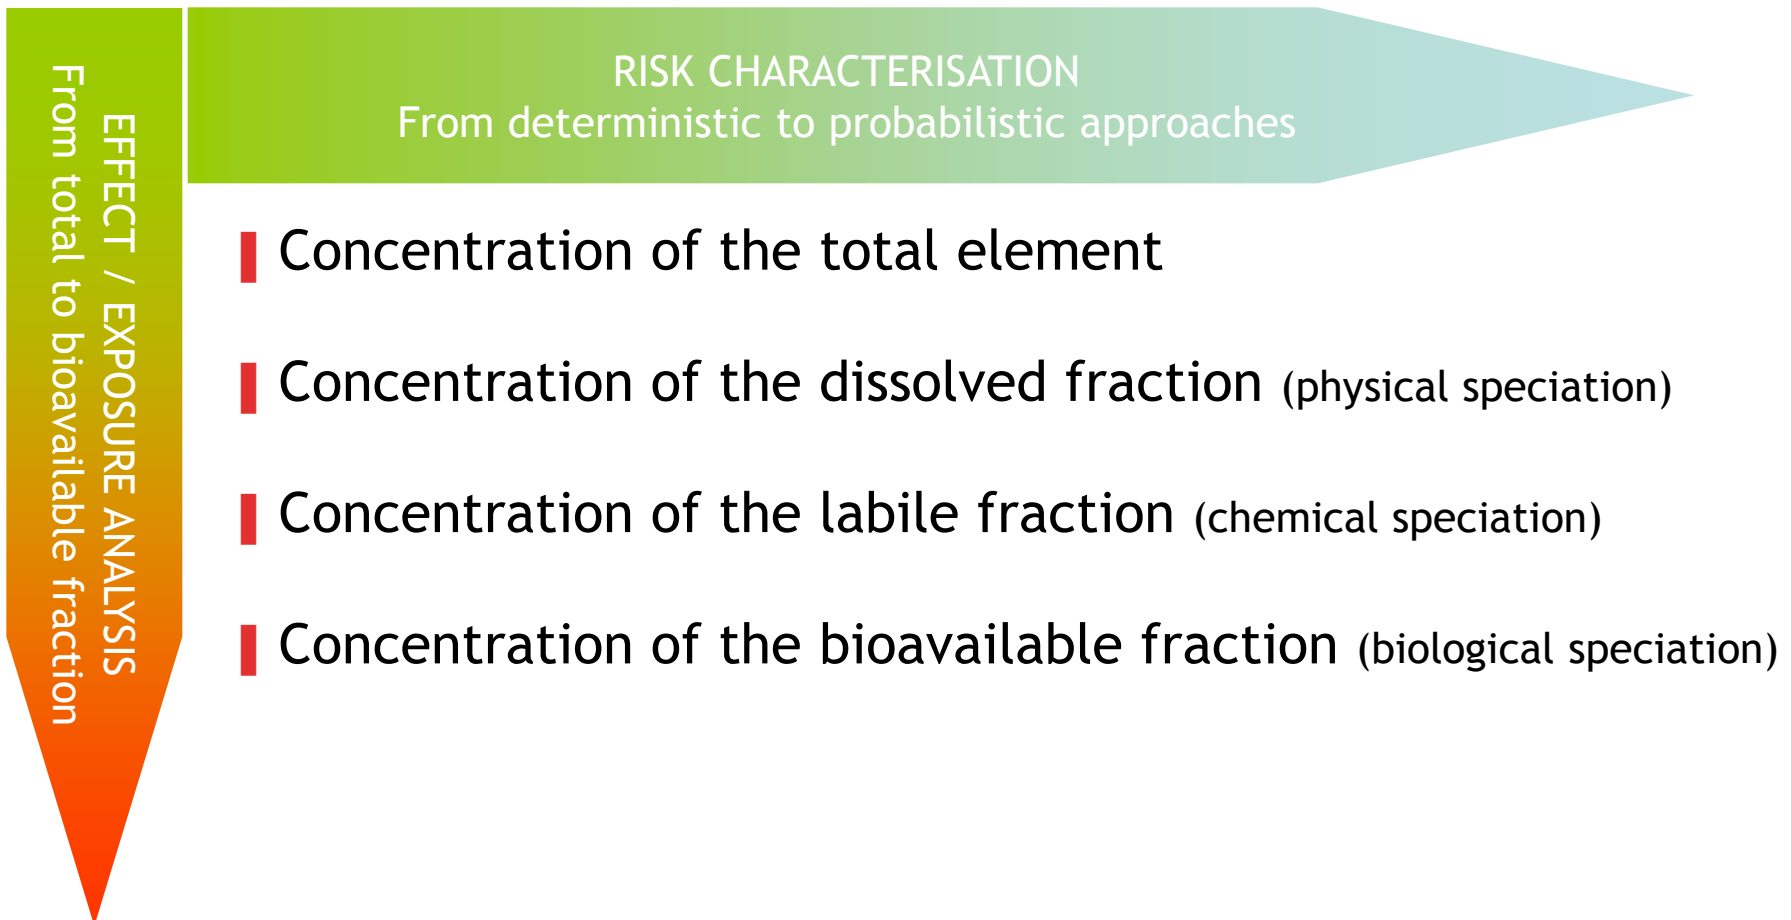 RISK CHARACTERISATION
From deterministic to probabilistic approaches
EFFECT / EXPOSURE ANALYSIS
From total to bioavailable fraction
Concentration of the total element
Concentration of the dissolved fraction (physical speciation)
Concentration of the labile fraction (chemical speciation)
Concentration of the bioavailable fraction (biological speciation)